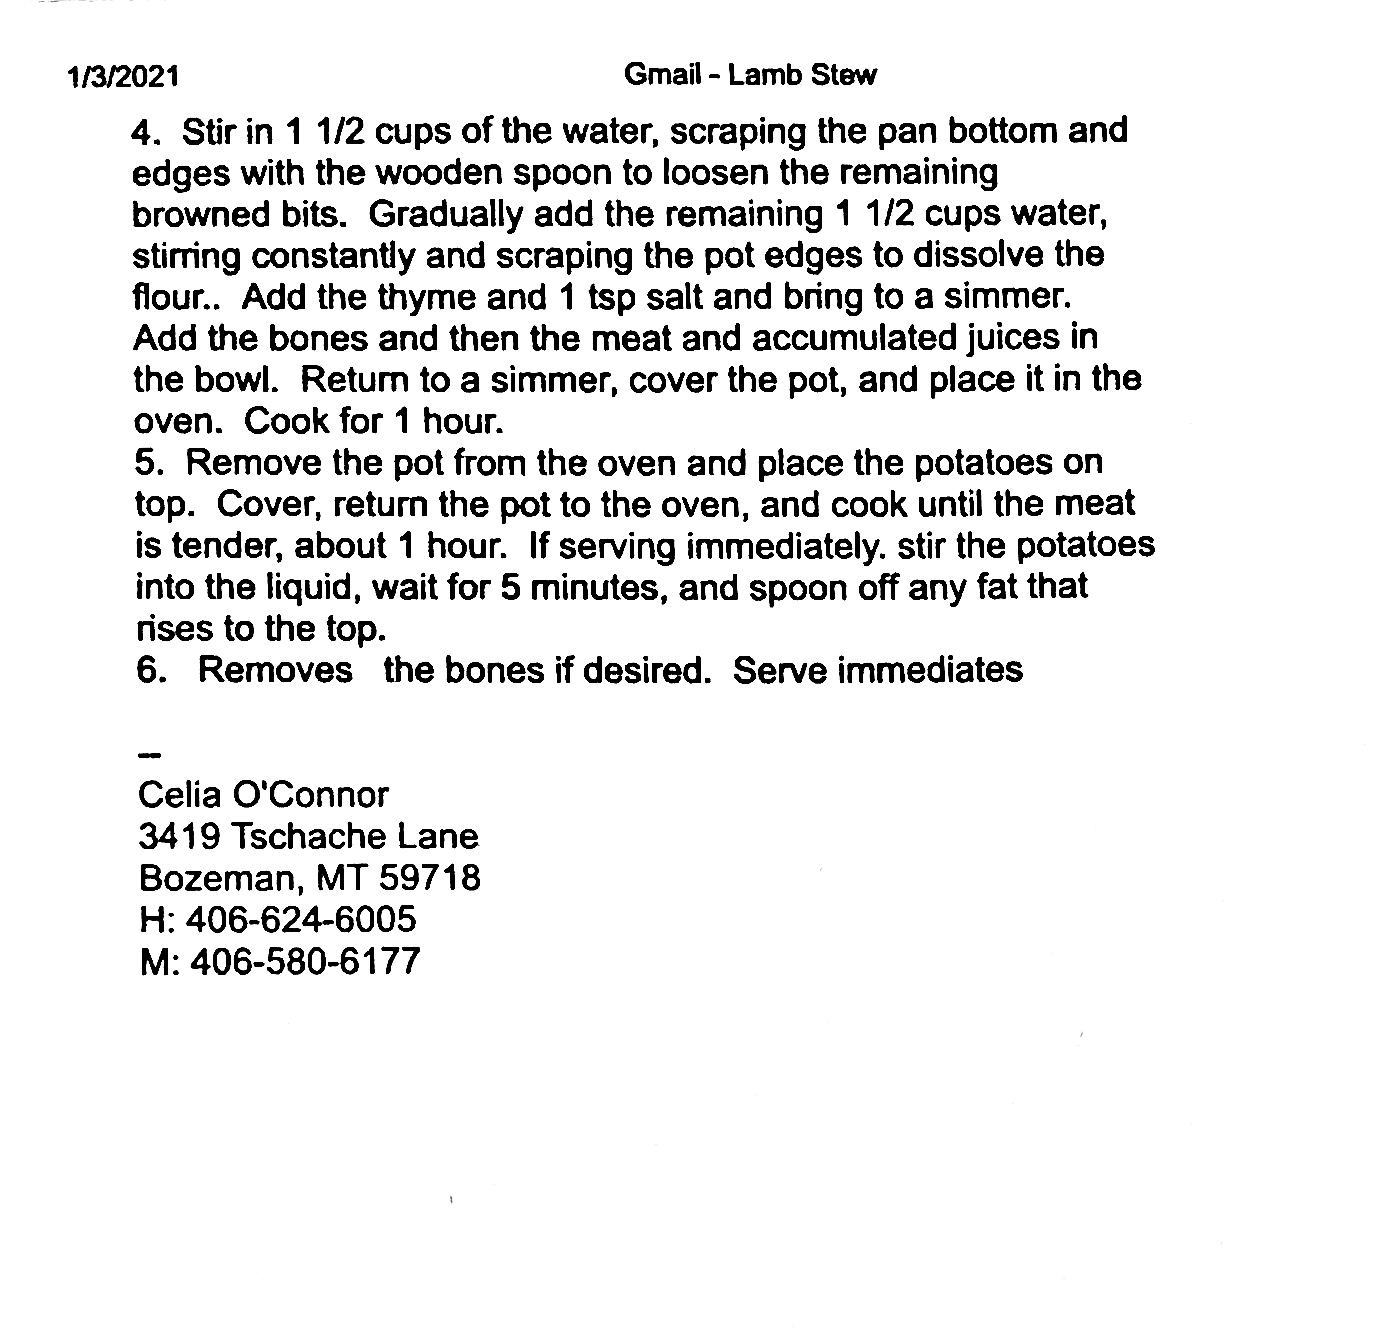 1/3/2021 Gmail - Lamb Stew
4. Stir in 1 1/2 cups of the water, scraping the pan bottom and
edges with the wooden spoon to loosen the remaining
browned bits. Gradually add the remaining 1 1/2 cups water,
stirring constantly and scraping the pot edges to dissolve the
flour.. Add the thyme and 1 tsp salt and bring to a simmer.
Add the bones and then the meat and accumulated juices in
the bowl. Return to a simmer, cover the pot, and place it in the
oven. Cook for 1 hour.
5. Remove the pot from the oven and place the potatoes on
top. Cover, return the pot to the oven, and cook until the meat
is tender, about 1 hour. If serving immediately. stir the potatoes
into the liquid, wait for 5 minutes, and spoon off any fat that
rises to the top.
6. Removes the bones if desired. Serve immediates
--
Celia O'Connor
3419 Tschache Lane
Bozeman, MT 59718
H: 406-624-6005
M: 406-580-6177